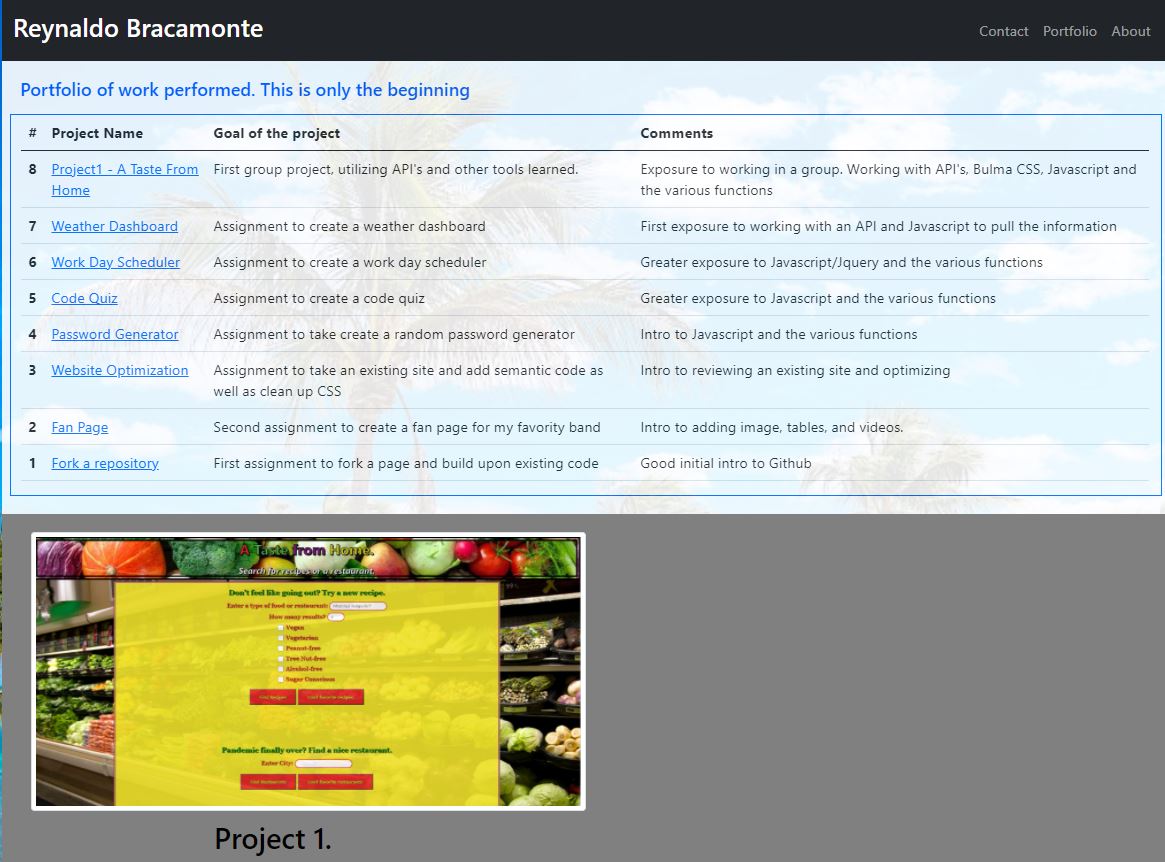 Reynaldo Bracamonte
Contact Portfolio About
Portfolio of work performed. This is only the beginning
# Project Name Goal of the project Comments
8 Project1 - A Taste From First group project, utilizing API's and other tools learned. Exposure to working in a group. Working with API's, Bulma CSS, Javascript and
Home the various functions
7 Weather Dashboard Assignment to create a weather dashboard First exposure to working with an API and Javascript to pull the information
6 Work Day Scheduler Assignment to create a work day scheduler Greater exposure to Javascript/Jquery and the various functions
5 Code Quiz Assignment to create a code quiz Greater exposure to Javascript and the various functions
4 Password Generator Assignment to take create a random password generator Intro to Javascript and the various functions
3 Website Optimization Assignment to take an existing site and add semantic code as Intro to reviewing an existing site and optimizing
well as clean up CSS
2 Fan Page Second assignment to create a fan page for my favority band Intro to adding image, tables, and videos.
1 Fork a repository First assignment to fork a page and build upon existing code Good initial intro to Github
A Taste from Home.
Search for recipes or a restaurant.
Don't feel like going out? Try a new recipe.
Enter a type of food or restaurant:
How many results?
Vegan
Vegetarian
Peanut-free
Tree Nut-free
Alcohol-free
Sugar Conscious
Pandemic finally over? Find a nice restaurant.
Enter City:
Project 1.